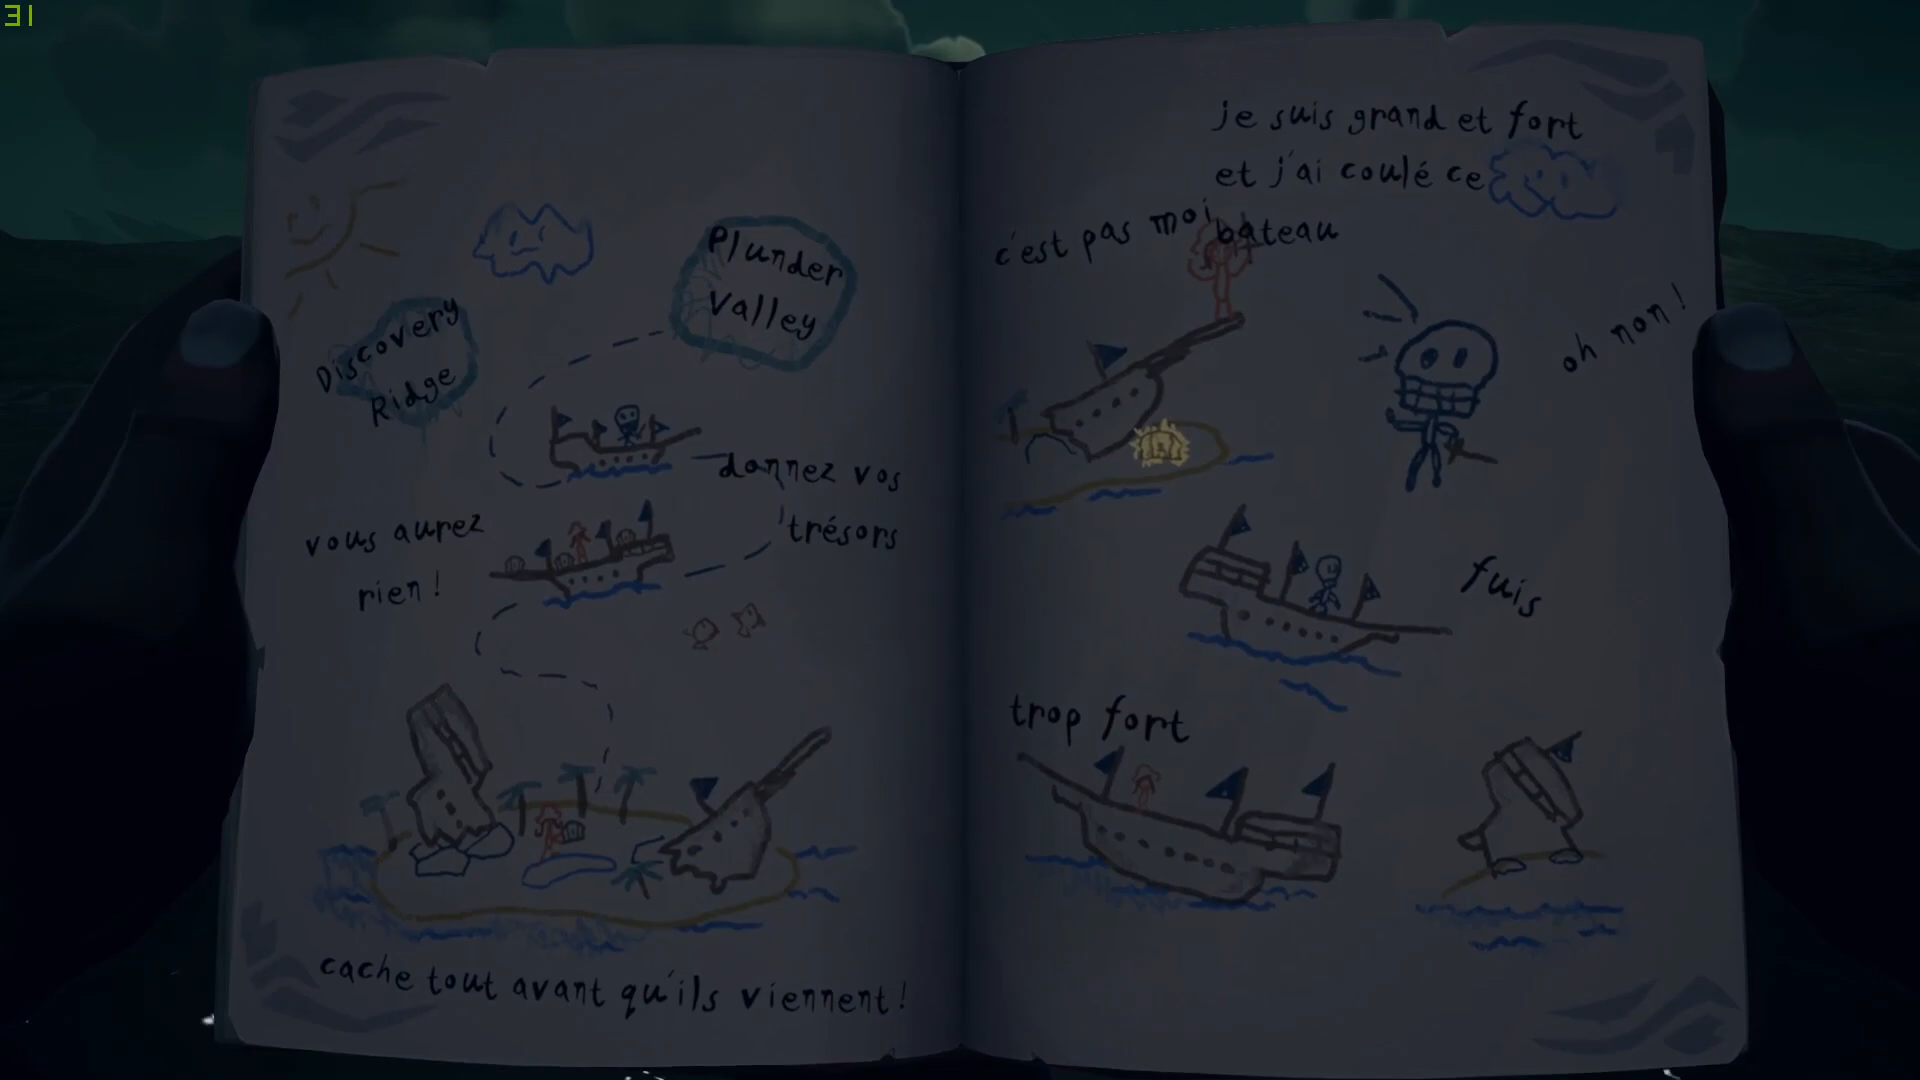 31
Discovery
Ridge
Plunder
Valley
donnez vos
trésors
vous aurez
rien !
cache tout avant qu'ils viennent !
je suis grand et fort
et j'ai coulé ce
bateau
c'est pas moi
oh non !
fuis
trop fort